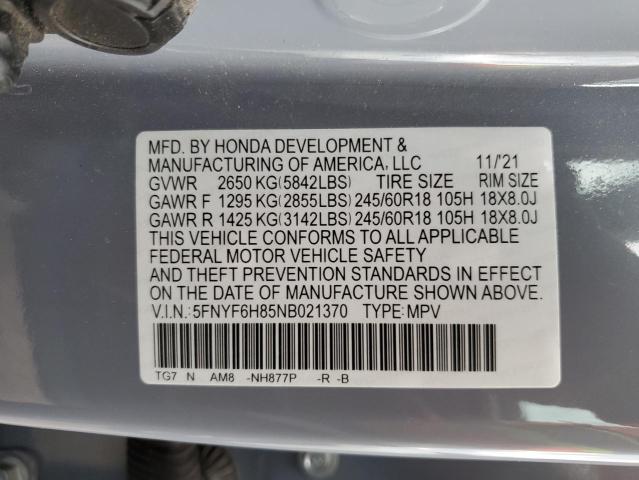 MFD. BY HONDA DEVELOPMENT &
MANUFACTURING OF AMERICA, LLC 11/'21
GVWR 2650 KG(5842LBS) TIRE SIZE RIM SIZE
GAWR F 1295 KG(2855LBS) 245/60R18 105H 18X8.0J
GAWR R 1425 KG(3142LBS) 245/60R18 105H 18X8.0J
THIS VEHICLE CONFORMS TO ALL APPLICABLE
FEDERAL MOTOR VEHICLE SAFETY
AND THEFT PREVENTION STANDARDS IN EFFECT
ON THE DATE OF MANUFACTURE SHOWN ABOVE.
V.I.N.:5FNYF6H85NB021370 TYPE:MPV
TG7 N AM8 -NH877P -R -B